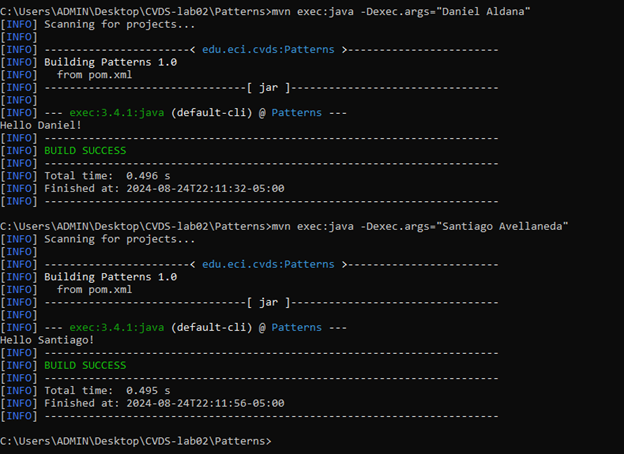 C:\Users\ADMIN\Desktop\CVDS-lab02\Patterns>mvn exec:java -Dexec.args="Daniel Aldana"
[INFO] Scanning for projects...
[INFO]
[INFO] -----------------------< edu.eci.cvds:Patterns >------------------------
[INFO] Building Patterns 1.0
[INFO]   from pom.xml
[INFO] --------------------------------[ jar ]---------------------------------
[INFO]
[INFO] --- exec:3.4.1:java (default-cli) @ Patterns ---
Hello Daniel!
[INFO] ------------------------------------------------------------------------
[INFO] BUILD SUCCESS
[INFO] ------------------------------------------------------------------------
[INFO] Total time:  0.496 s
[INFO] Finished at: 2024-08-24T22:11:32-05:00
[INFO] ------------------------------------------------------------------------
C:\Users\ADMIN\Desktop\CVDS-lab02\Patterns>mvn exec:java -Dexec.args="Santiago Avellaneda"
[INFO] Scanning for projects...
[INFO]
[INFO] -----------------------< edu.eci.cvds:Patterns >------------------------
[INFO] Building Patterns 1.0
[INFO]   from pom.xml
[INFO] --------------------------------[ jar ]---------------------------------
[INFO]
[INFO] --- exec:3.4.1:java (default-cli) @ Patterns ---
Hello Santiago!
[INFO] ------------------------------------------------------------------------
[INFO] BUILD SUCCESS
[INFO] ------------------------------------------------------------------------
[INFO] Total time:  0.495 s
[INFO] Finished at: 2024-08-24T22:11:56-05:00
[INFO] ------------------------------------------------------------------------
C:\Users\ADMIN\Desktop\CVDS-lab02\Patterns>